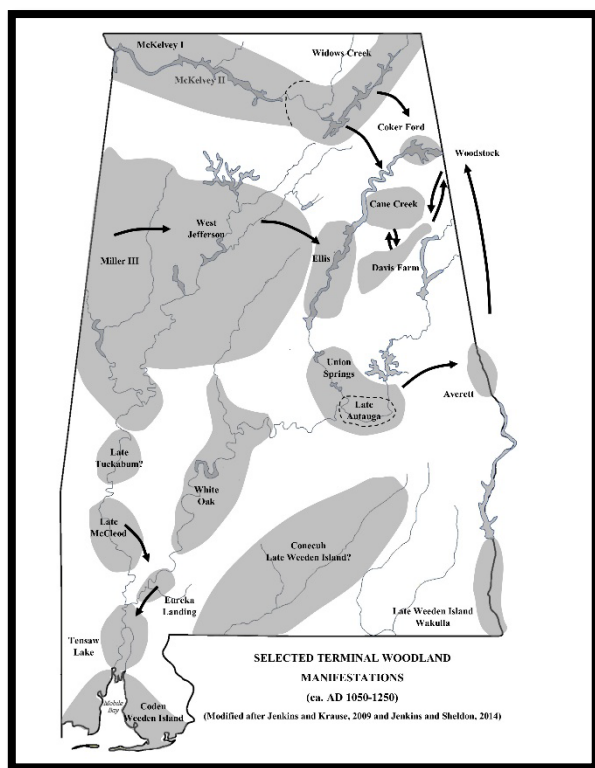 McKelvey I
Widows Creek
McKelvey II
Coker Ford
Woodstock
Cane Creek
West
Jefferson
Miller III
Ellis
Davis Farm
Union
Springs
Averett
Late
Autauga
Late
Tuckabum?
White
Oak
Late
McCleod
Conecuh
Late Weeden Island?
Eureka
Landing
Late Weeden Island
Wakulla
Tensaw
Lake
SELECTED TERMINAL WOODLAND
MANIFESTATIONS
(ca. AD 1050-1250)
(Modified after Jenkins and Krause, 2009 and Jenkins and Sheldon, 2014)
Mobile
Bay
Coden
Weeden Island